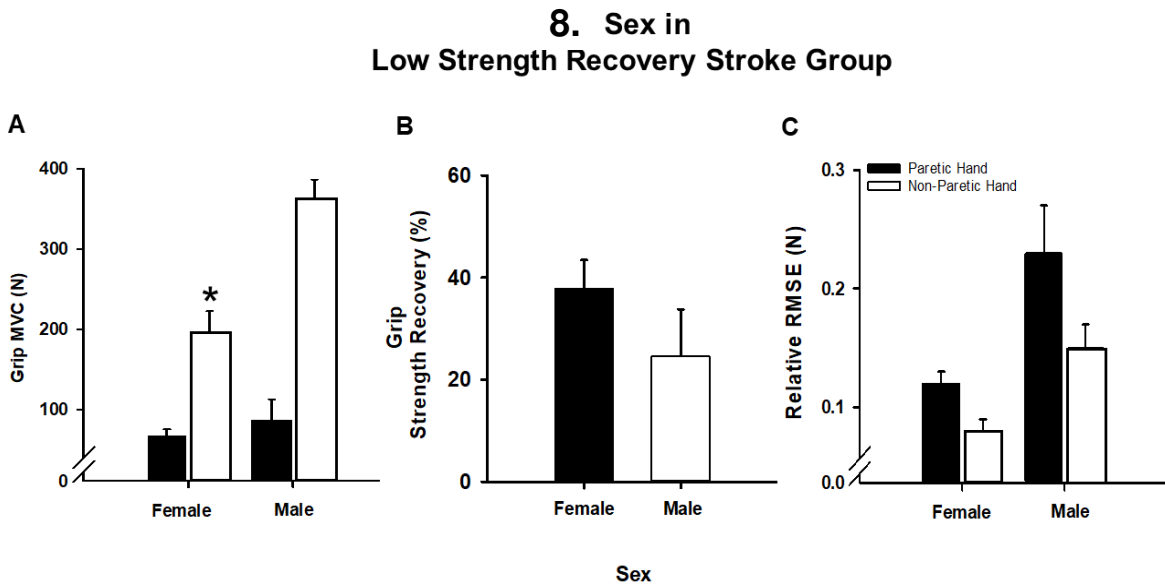 8. Sex in
Low Strength Recovery Stroke Group
A
B
C
Grip MVC (N)
400
300
200
100
0
*
Female
Male
Grip
Strength Recovery (%)
60
40
20
0
Female
Male
Relative RMSE (N)
0.3
0.2
0.1
0.0
Paretic Hand
Non-Paretic Hand
Female
Male
Sex